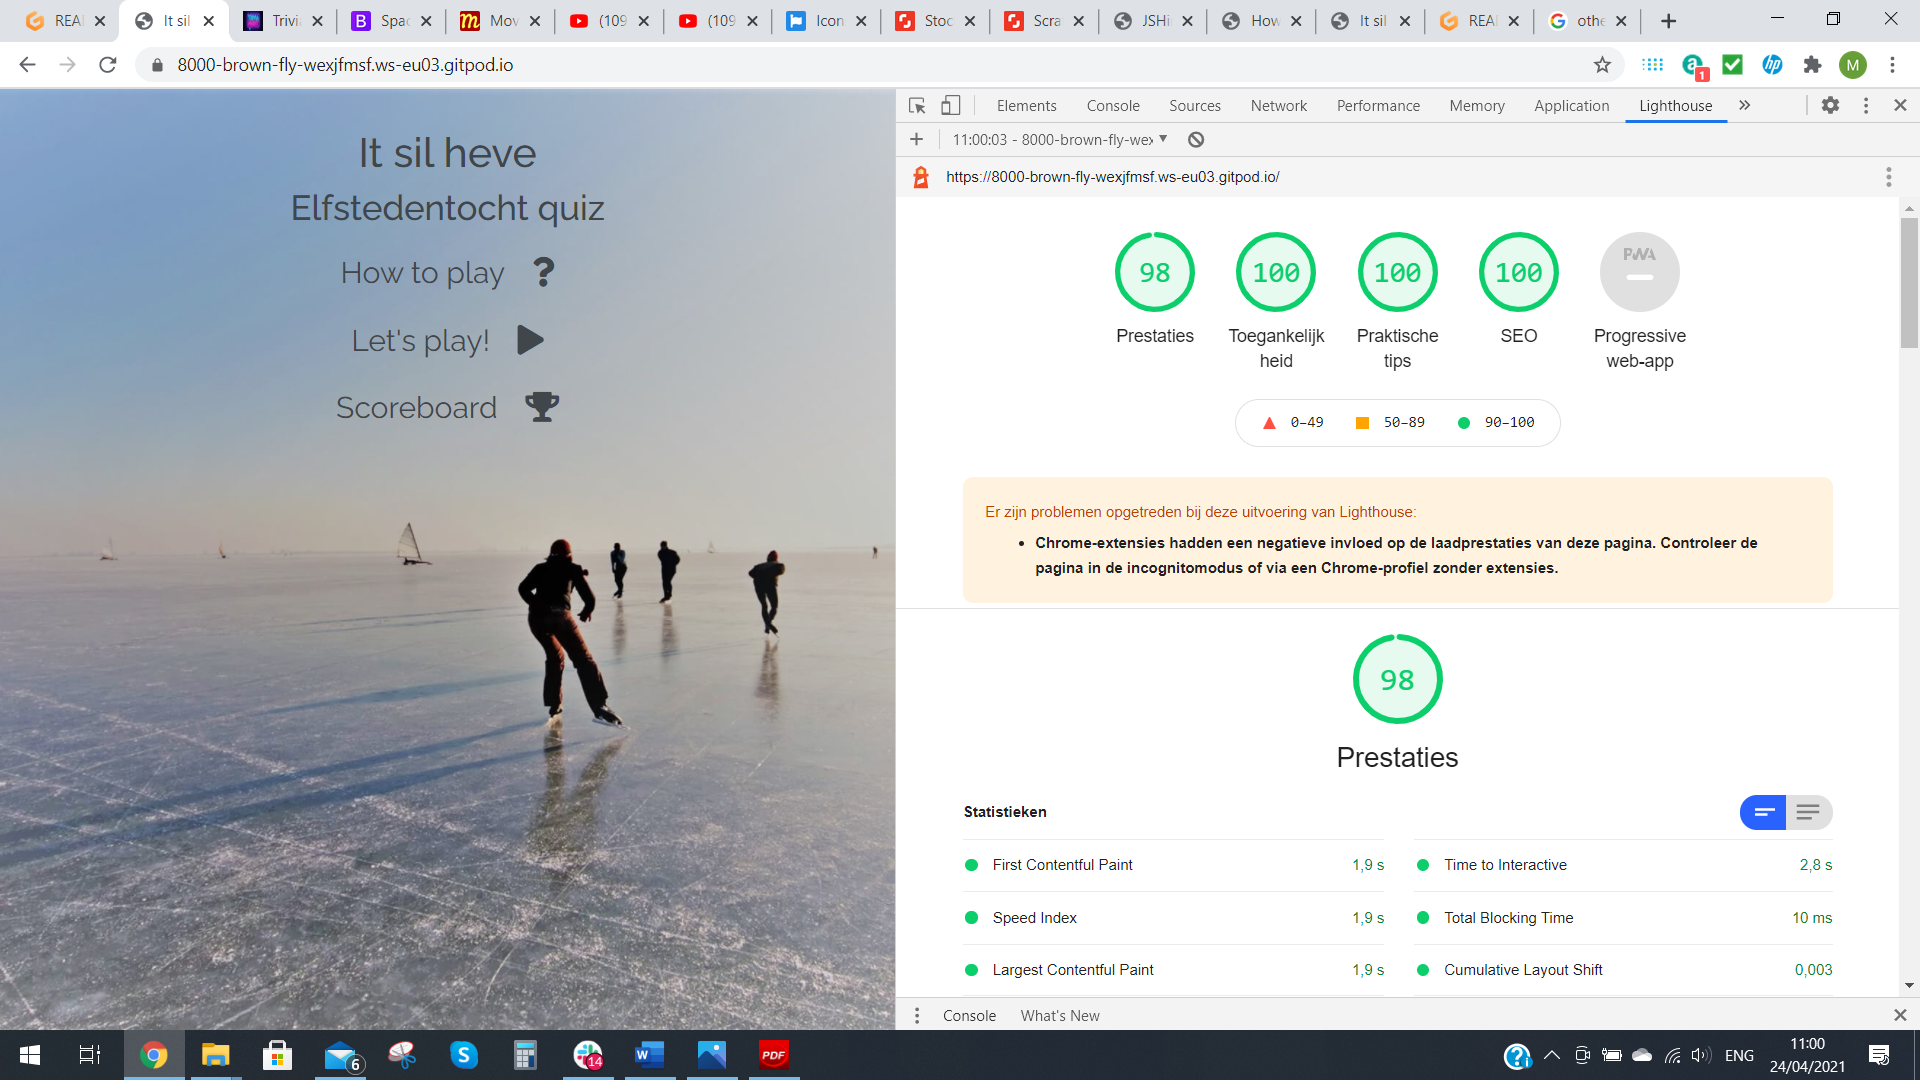 REA
It sil
Trivi
Spac
Mov
(109
(109
Icon
Stoc
Scra
JSHi
How
It sil
REA
othe
8000-brown-fly-wexjfmsf.ws-eu03.gitpod.io
1
M
It sil heve
Elfstedentocht quiz
How to play
Let's play!
Scoreboard
Elements Console Sources Network Performance Memory Application Lighthouse
11:00:03 - 8000-brown-fly-wex
https://8000-brown-fly-wexjfmsf.ws-eu03.gitpod.io/
98 100 100 100 PWA
Prestaties Toegankelijk
heid Praktische
tips SEO Progressive
web-app
0–49 50–89 90–100
Er zijn problemen opgetreden bij deze uitvoering van Lighthouse:
Chrome-extensies hadden een negatieve invloed op de laadprestaties van deze pagina. Controleer de
pagina in de incognitomodus of via een Chrome-profiel zonder extensies.
98
Prestaties
Statistieken
First Contentful Paint 1,9 s
Time to Interactive 2,8 s
Speed Index 1,9 s
Total Blocking Time 10 ms
Largest Contentful Paint 1,9 s
Cumulative Layout Shift 0,003
Console What's New
6
14
PDF
ENG
11:00
24/04/2021